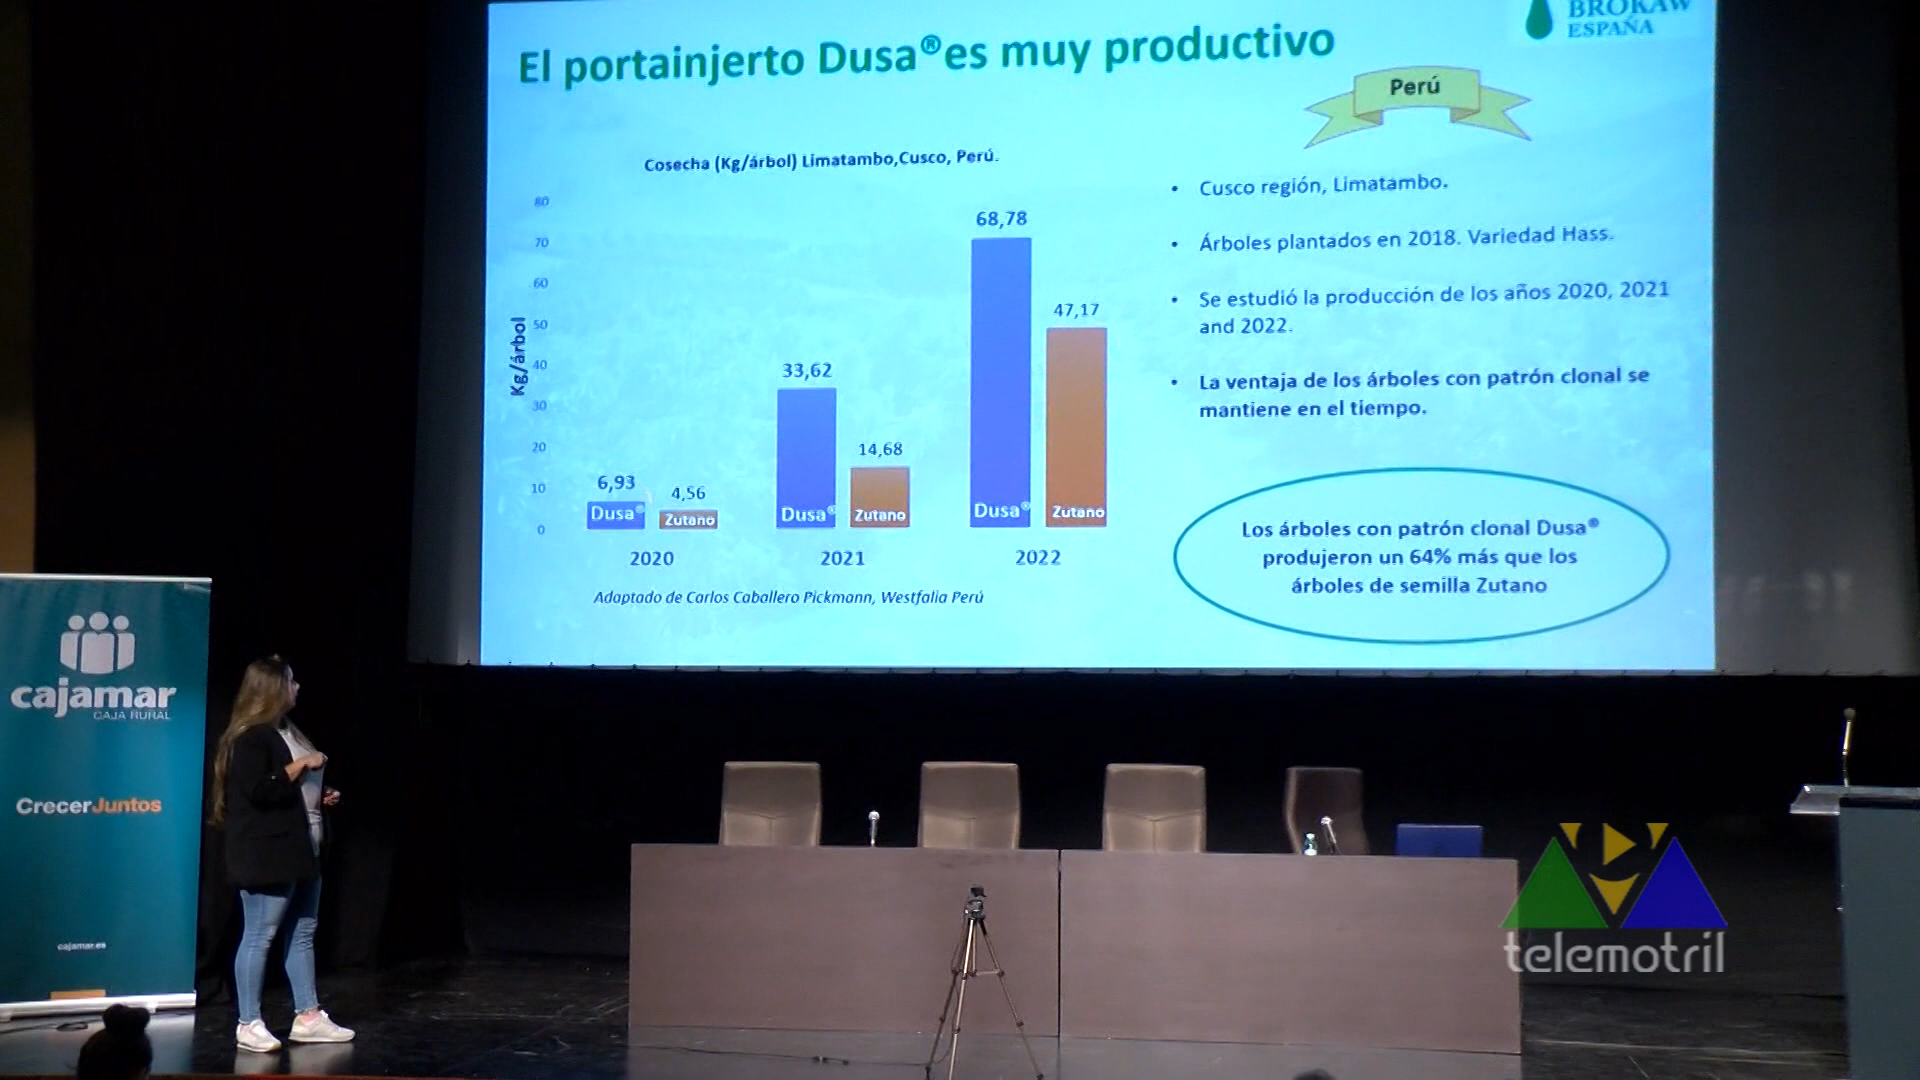 BROKAW
ESPAÑA
El portainjerto Dusa® es muy productivo
Perú
Cosecha (Kg/árbol) Limatambo,Cusco, Perú.
Kg/árbol
80
70
60
50
40
30
20
10
0
6,93
4,56
33,62
14,68
68,78
47,17
Dusa®
Zutano
Dusa®
Zutano
Dusa®
Zutano
2020
2021
2022
Adaptado de Carlos Caballero Pickmann, Westfalia Perú
• Cusco región, Limatambo.
• Árboles plantados en 2018. Variedad Hass.
• Se estudió la producción de los años 2020, 2021
and 2022.
• La ventaja de los árboles con patrón clonal se
mantiene en el tiempo.
Los árboles con patrón clonal Dusa®
produjeron un 64% más que los
árboles de semilla Zutano
cajamar
CAJA RURAL
CrecerJuntos
cajamar.es
telemotril